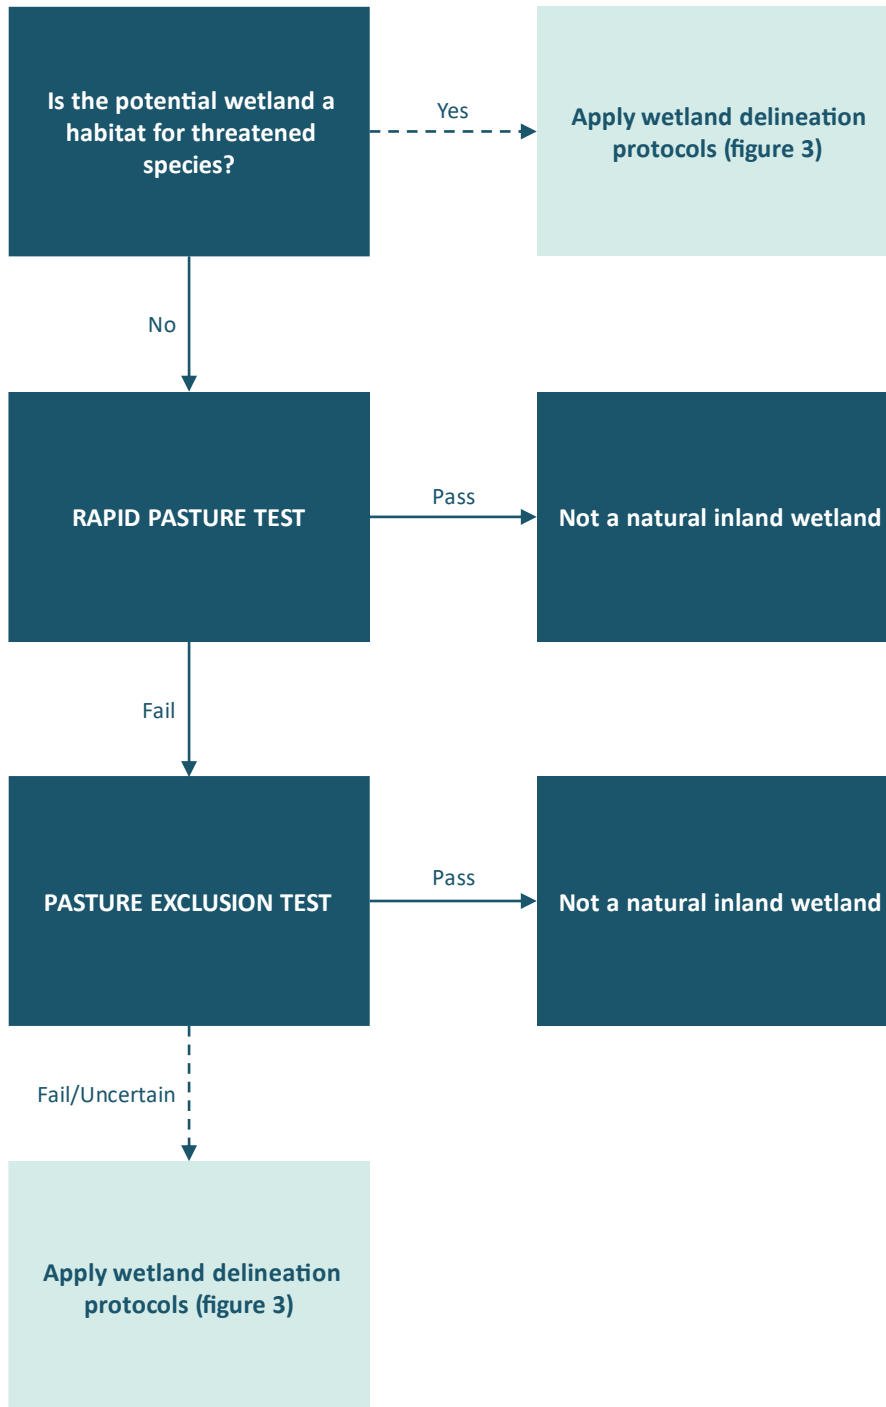 Is the potential wetland a
habitat for threatened
species?
Yes
Apply wetland delineation
protocols (figure 3)
No
RAPID PASTURE TEST
Pass
Not a natural inland wetland
Fail
PASTURE EXCLUSION TEST
Pass
Not a natural inland wetland
Fail/Uncertain
Apply wetland delineation
protocols (figure 3)